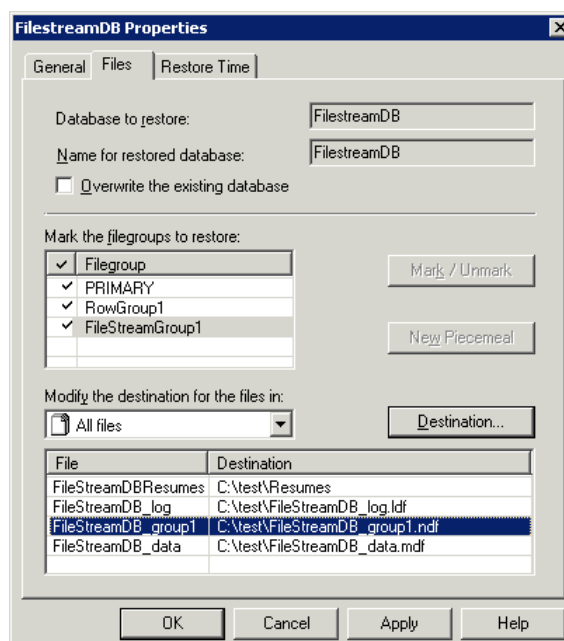 FilestreamDB Properties
General Files Restore Time
Database to restore: FilestreamDB
Name for restored database: FilestreamDB
Overwrite the existing database
Mark the filegroups to restore:
Filegroup
Mark / Unmark
PRIMARY
RowGroup1
FileStreamGroup1
New Piecemeal
Modify the destination for the files in:
All files
Destination...
File Destination
FileStreamDBResumes C:\test\Resumes
FileStreamDB_log C:\test\FileStreamDB_log.ldf
FileStreamDB_group1 C:\test\FileStreamDB_group1.ndf
FileStreamDB_data C:\test\FileStreamDB_data.mdf
OK Cancel Apply Help